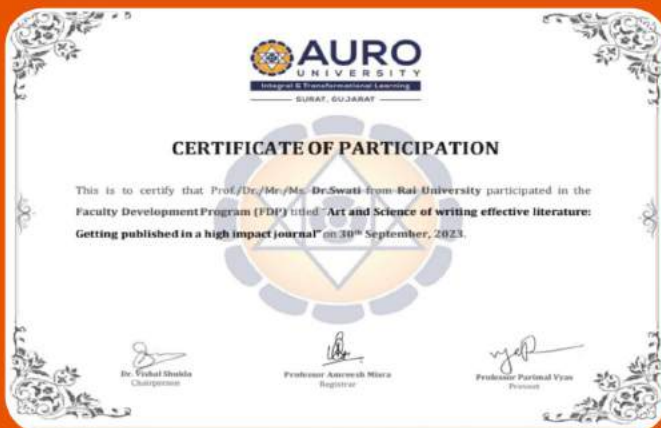 AURO
UNIVERSITY
Integral & Transformational Learning
SURAT, GUJARAT
CERTIFICATE OF PARTICIPATION
This is to certify that Prof./Dr./Mr./Ms. Dr.Swati from Rai University participated in the
Faculty Development Program (FDP) titled "Art and Science of writing effective literature:
Getting published in a high impact journal" on 30th September, 2023.
Dr. Vishal Shukla Professor Amreesh Misra Professor Parimal Vyas
Chairperson Registrar Provost